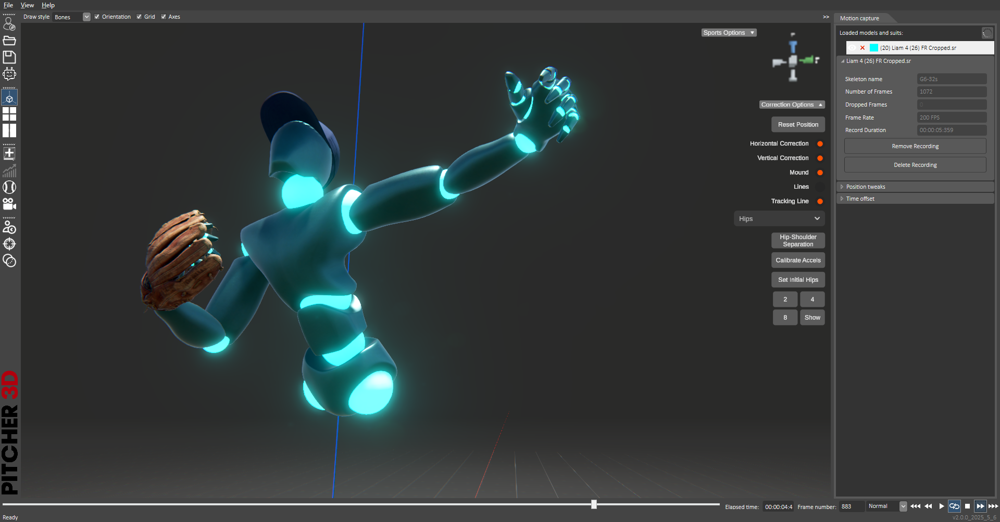 File View Help
Draw style Bones Orientation Grid Axes >>
Sports Options
Correction Options
Reset Position
Horizontal Correction
Vertical Correction
Mound
Lines
Tracking Line
Hips
Hip-Shoulder
Separation
Calibrate Accels
Set Initial Hips
2 4
8 Show
Motion capture
Loaded models and suits:
(20) Liam 4 (26) FR Cropped.sr
Liam 4 (26) FR Cropped.sr
Skeleton name G6-32s
Number of Frames 1072
Dropped Frames 0
Frame Rate 200 FPS
Record Duration 00:00:05:359
Remove Recording
Delete Recording
Position tweaks
Time offset
PITCHER 3D
Elapsed time: 00:00:04:4 Frame number: 883 Normal
Ready
v2.0.0_2025_5_6